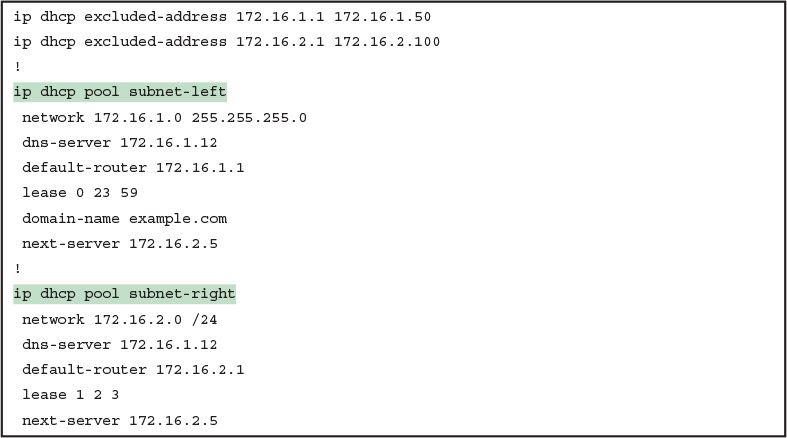 ip dhcp excluded-address 172.16.1.1 172.16.1.50
ip dhcp excluded-address 172.16.2.1 172.16.2.100
!
ip dhcp pool subnet-left
 network 172.16.1.0 255.255.255.0
 dns-server 172.16.1.12
 default-router 172.16.1.1
 lease 0 23 59
 domain-name example.com
 next-server 172.16.2.5
!
ip dhcp pool subnet-right
 network 172.16.2.0 /24
 dns-server 172.16.1.12
 default-router 172.16.2.1
 lease 1 2 3
 next-server 172.16.2.5